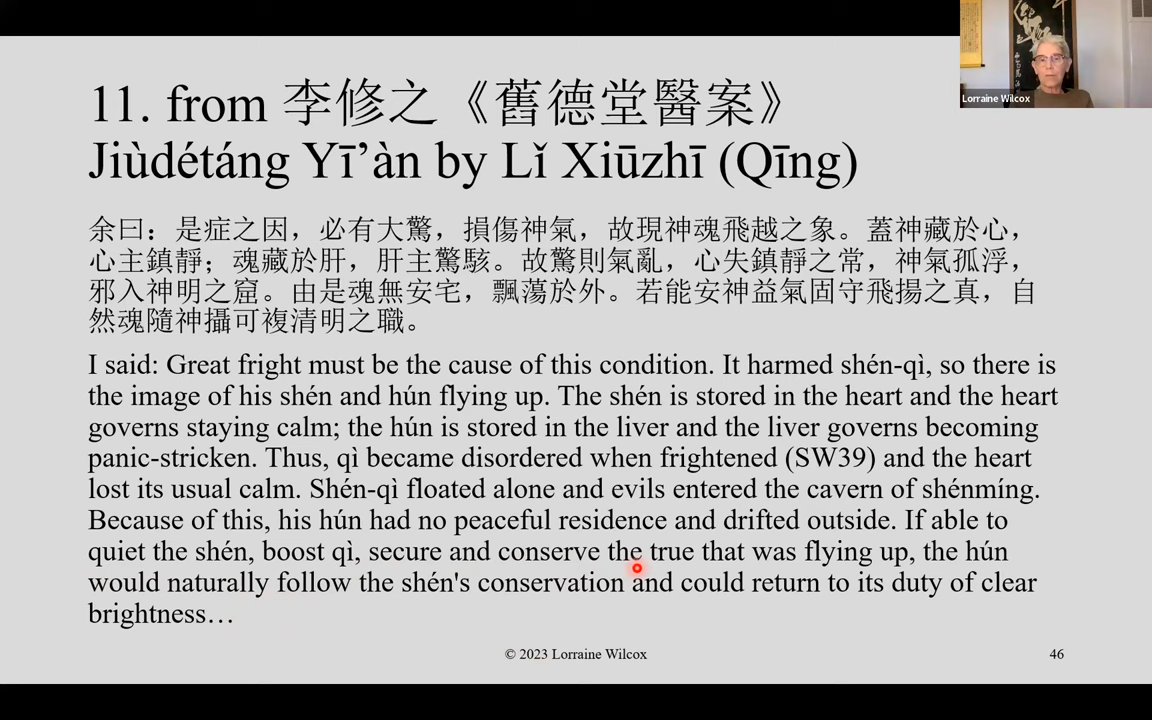 Lorraine Wilcox
11. from 李修之《舊德堂醫案》
Jiùdétáng Yī’àn by Lǐ Xiūzhī (Qīng)
余曰：是症之因，必有大驚，損傷神氣，故現神魂飛越之象。蓋神藏於心，
心主鎮靜；魂藏於肝，肝主驚駭。故驚則氣亂，心失鎮靜之常，神氣孤浮，
邪入神明之窟。由是魂無安宅，飄蕩於外。若能安神益氣固守飛揚之真，自
然魂隨神攝可複清明之職。
I said: Great fright must be the cause of this condition. It harmed shén-qì, so there is
the image of his shén and hún flying up. The shén is stored in the heart and the heart
governs staying calm; the hún is stored in the liver and the liver governs becoming
panic-stricken. Thus, qì became disordered when frightened (SW39) and the heart
lost its usual calm. Shén-qì floated alone and evils entered the cavern of shénmíng.
Because of this, his hún had no peaceful residence and drifted outside. If able to
quiet the shén, boost qì, secure and conserve the true that was flying up, the hún
would naturally follow the shén's conservation and could return to its duty of clear
brightness…
© 2023 Lorraine Wilcox
46